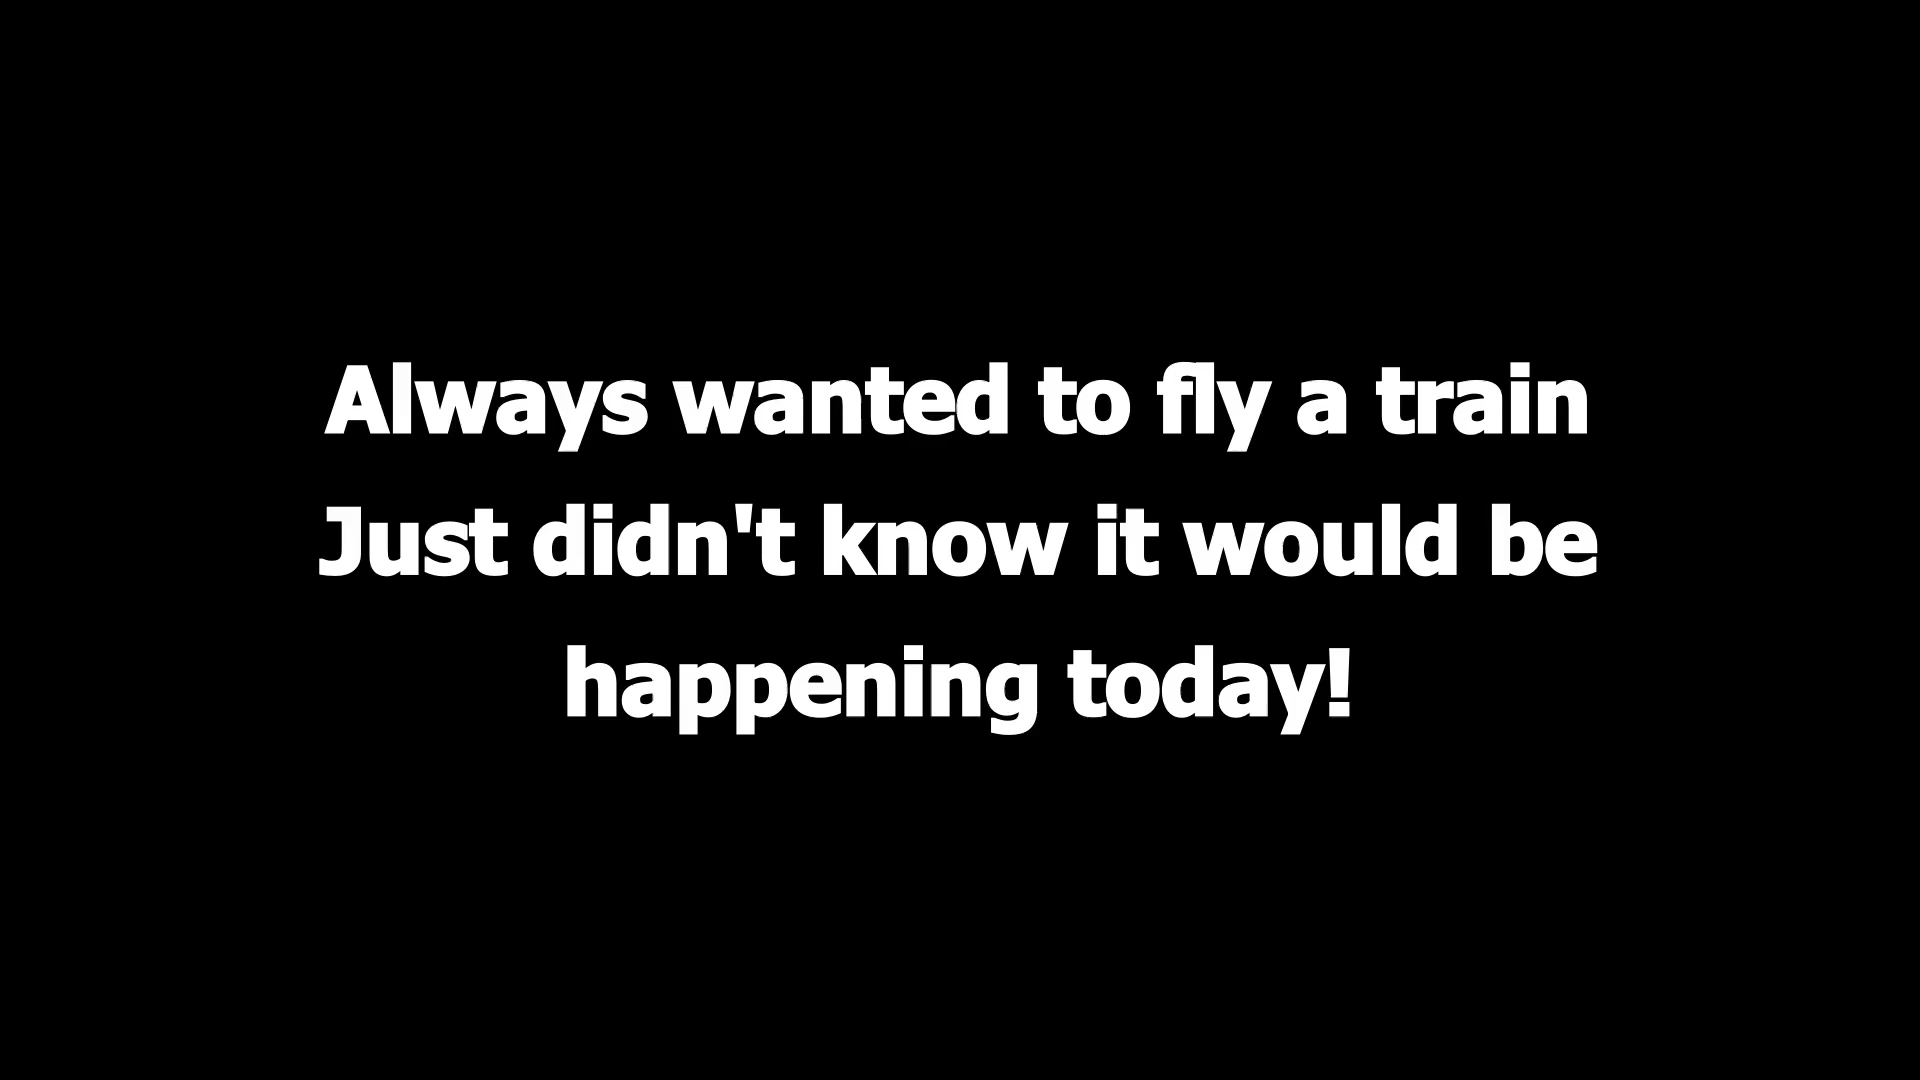 Always wanted to fly a train
Just didn't know it would be
happening today!